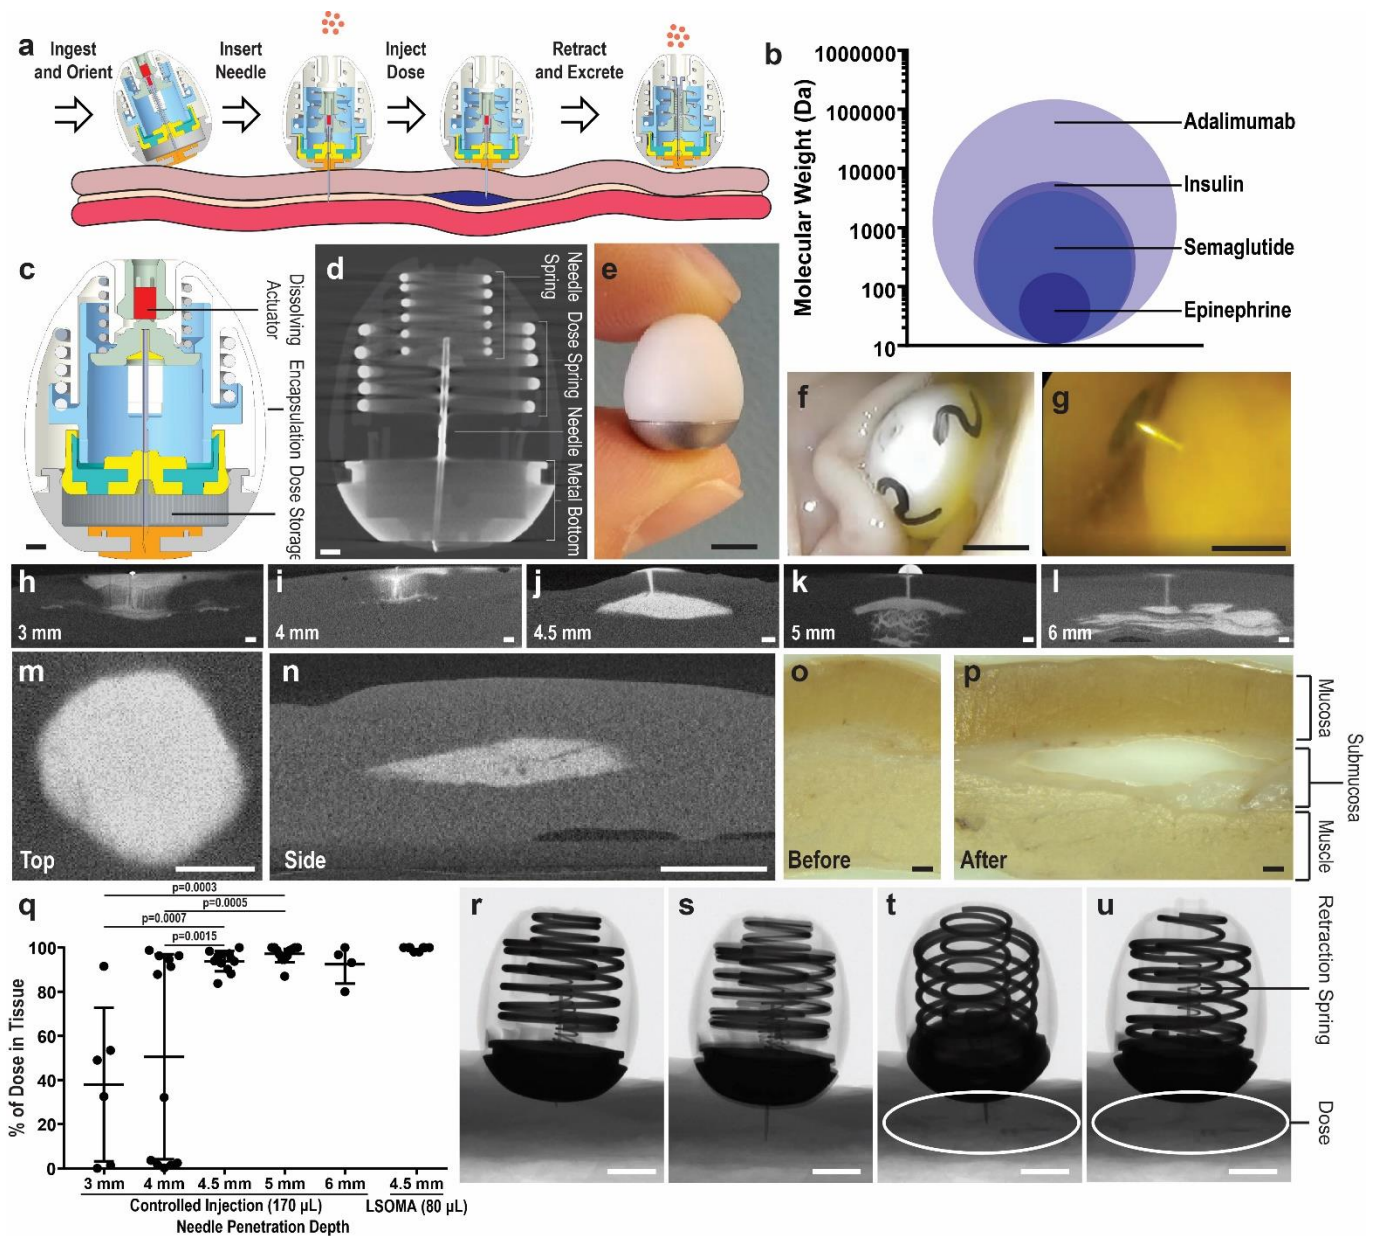 a
Ingest
and Orient
Insert
Needle
Inject
Dose
Retract
and Excrete
b
Molecular Weight (Da)
1000000
100000
10000
1000
100
10
Adalimumab
Insulin
Semaglutide
Epinephrine
c
Dissolving
Actuator
Encapsulation
Dose Storage
d
Needle
Spring
Dose Spring
Needle
Metal Bottom
e
f
g
h
3 mm
i
4 mm
j
4.5 mm
k
5 mm
l
6 mm
m
Top
n
Side
o
Before
p
After
Mucosa
Submucosa
Muscle
q
p=0.0003
p=0.0005
p=0.0007
p=0.0015
% of Dose in Tissue
100
80
60
40
20
0
3 mm
4 mm
4.5 mm
5 mm
6 mm
4.5 mm
Controlled Injection (170 µL)
LSOMA (80 µL)
Needle Penetration Depth
r
s
t
u
Retraction Spring
Dose